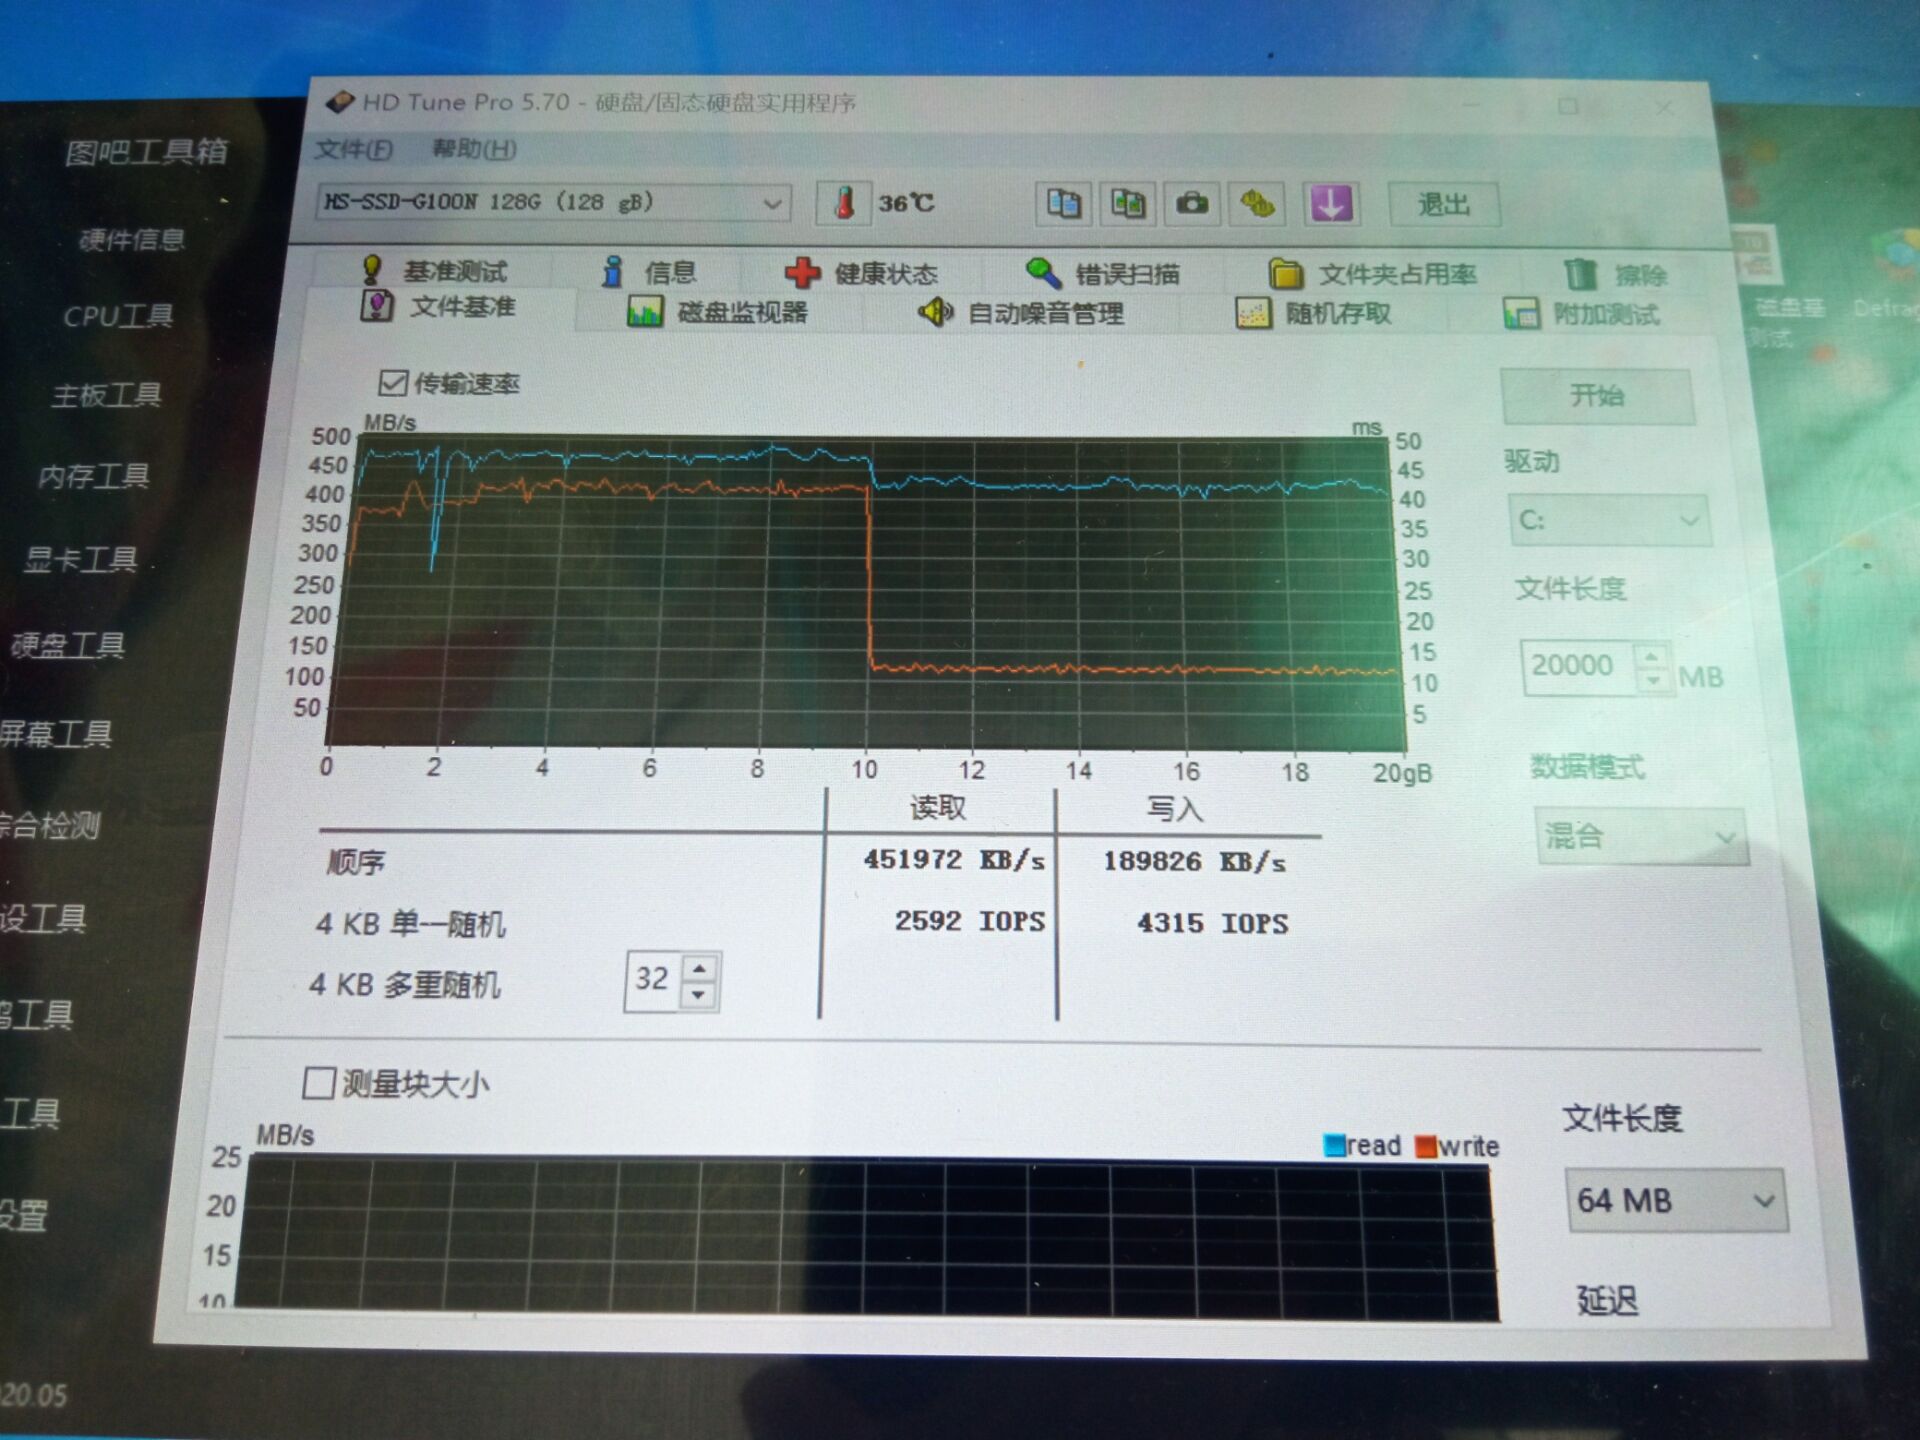 HD Tune Pro 5.70 - 硬盘/固态硬盘实用程序
文件(F) 帮助(H)
HS-SSD-G100N 128G (128 gB) 36℃ 退出
基准测试 信息 健康状态 错误扫描 文件夹占用率 擦除
文件基准 磁盘监视器 自动噪音管理 随机存取 附加测试
传输速率
开始
MB/s ms
500 50
450 45
400 40
350 35
300 30
250 25
200 20
150 15
100 10
50 5
0 2 4 6 8 10 12 14 16 18 20gB
驱动
C:
文件长度
20000 MB
数据模式
混合
读取 写入
顺序 451972 KB/s 189826 KB/s
4 KB 单一随机 2592 IOPS 4315 IOPS
4 KB 多重随机 32
测量块大小
MB/s read write
25
20
15
10
文件长度
64 MB
延迟
图吧工具箱
硬件信息
CPU工具
主板工具
内存工具
显卡工具
硬盘工具
屏幕工具
综合检测
设工具
工具
工具
设置
20.05
磁盘基
测试
Defrag